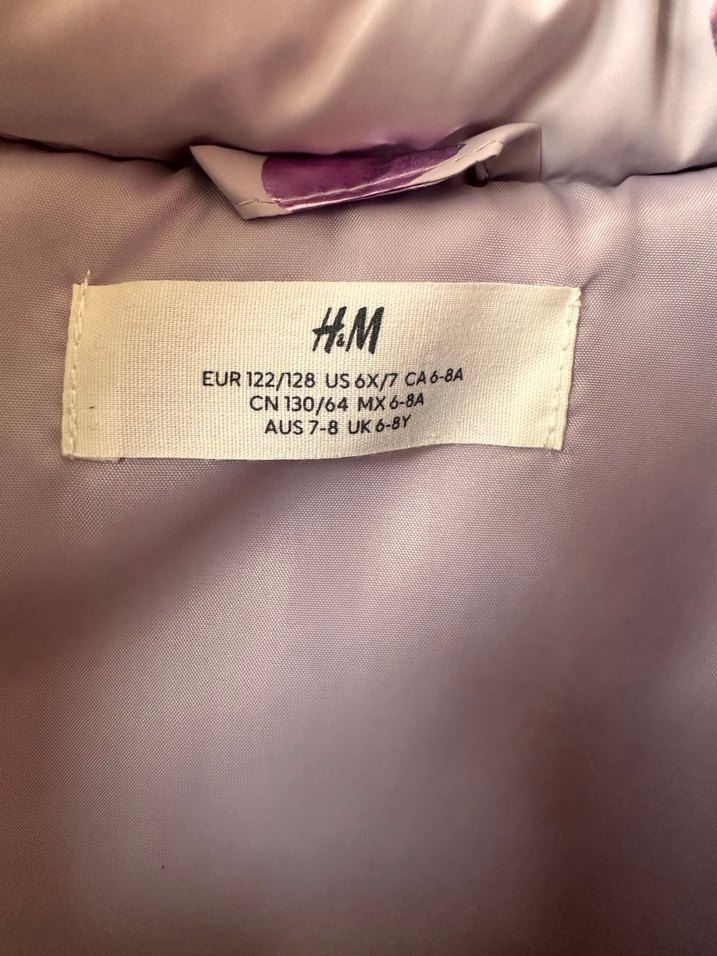 H&M
EUR 122/128 US 6X/7 CA 6-8A
CN 130/64 MX 6-8A
AUS 7-8 UK 6-8Y